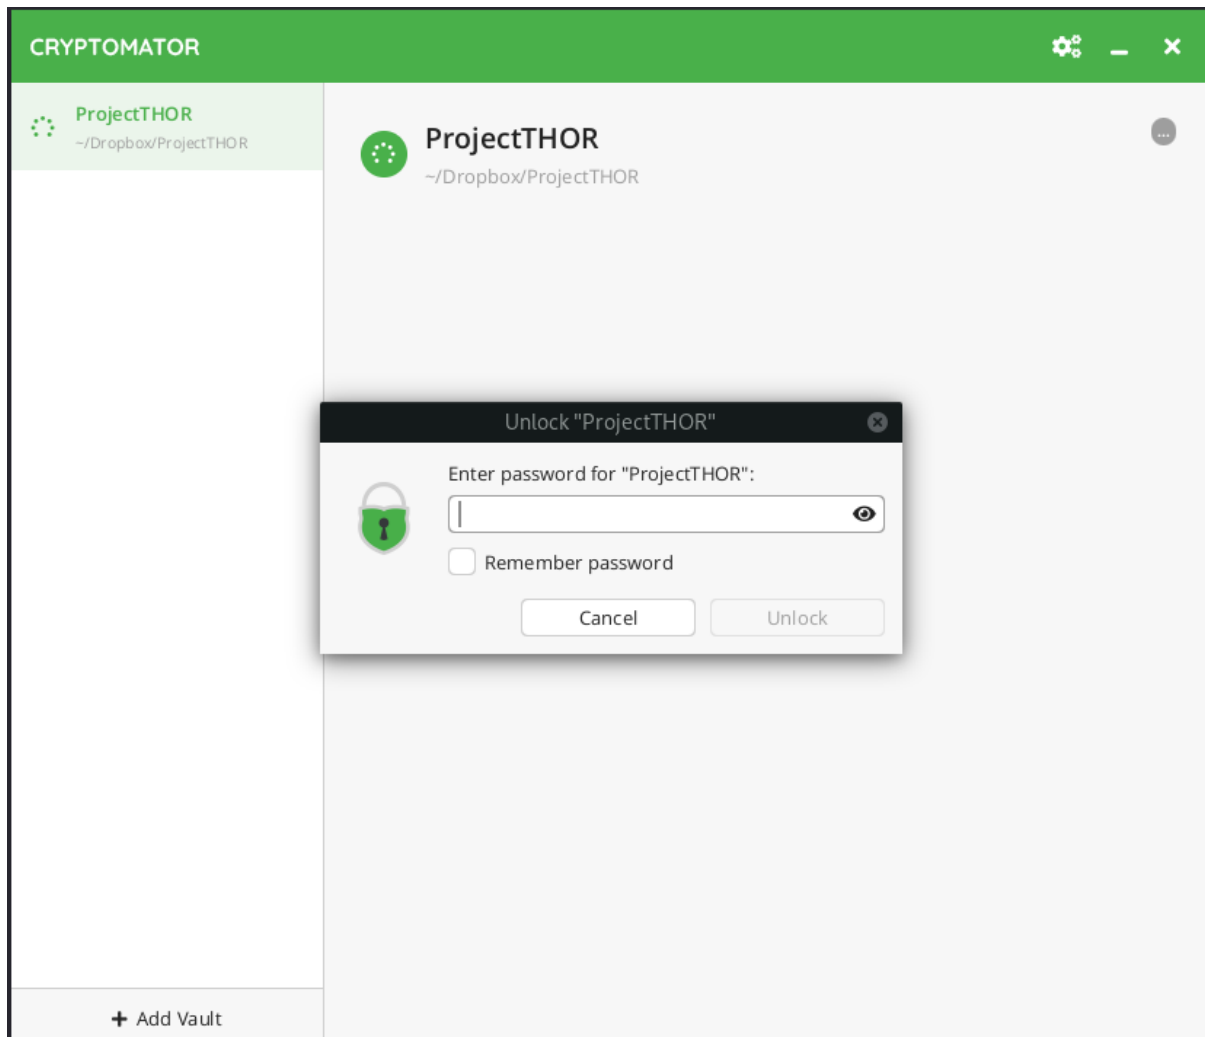 CRYPTOMATOR
ProjectTHOR
~/Dropbox/ProjectTHOR
ProjectTHOR
~/Dropbox/ProjectTHOR
...
Unlock "ProjectTHOR"
Enter password for "ProjectTHOR":
Remember password
Cancel
Unlock
+ Add Vault